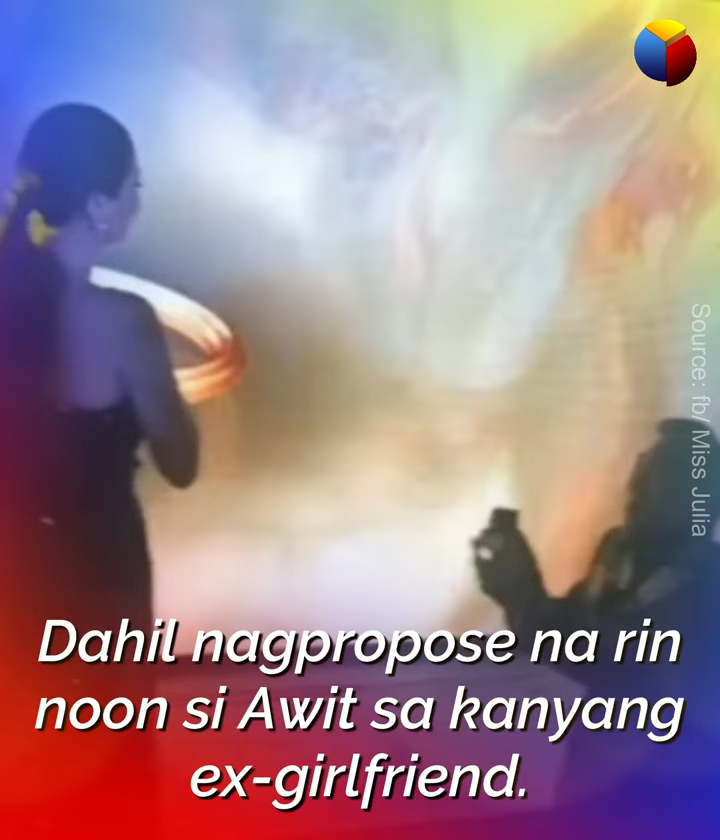 Source: fb/ Miss Julia
Dahil nagpropose na rin
noon si Awit sa kanyang
ex-girlfriend.